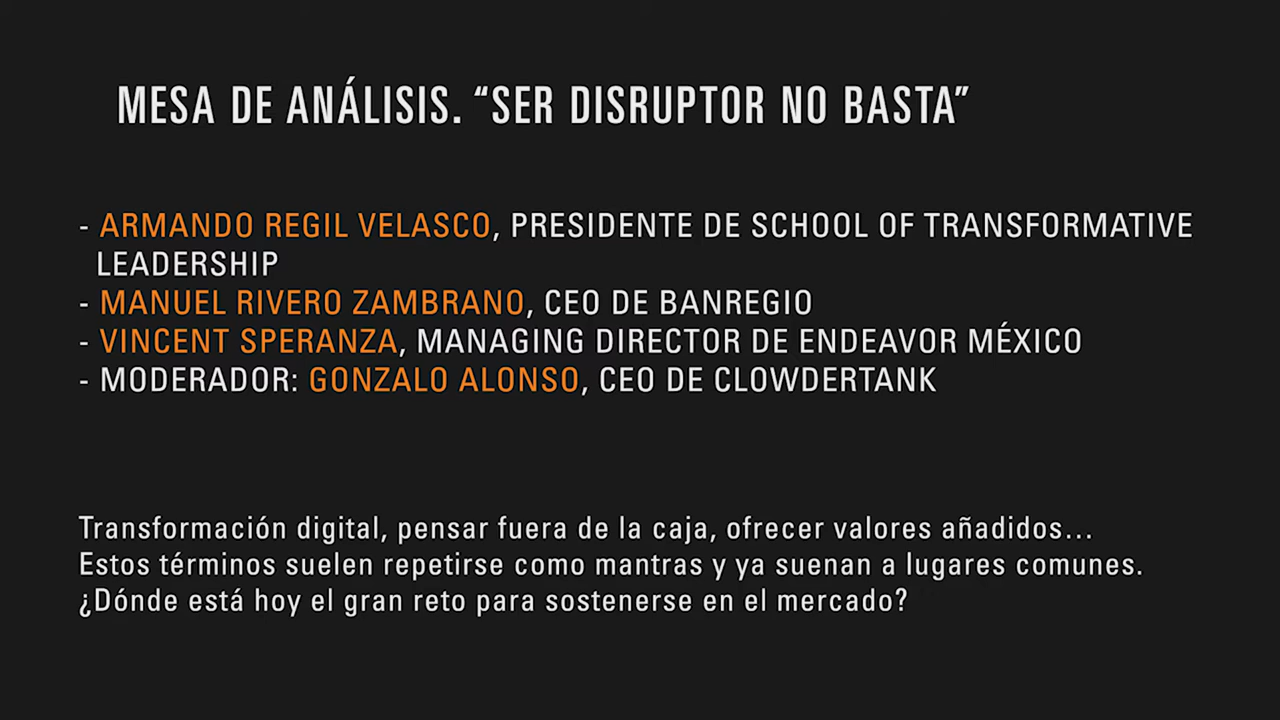 MESA DE ANÁLISIS. “SER DISRUPTOR NO BASTA”
- ARMANDO REGIL VELASCO, PRESIDENTE DE SCHOOL OF TRANSFORMATIVE
LEADERSHIP
- MANUEL RIVERO ZAMBRANO, CEO DE BANREGIO
- VINCENT SPERANZA, MANAGING DIRECTOR DE ENDEAVOR MÉXICO
- MODERADOR: GONZALO ALONSO, CEO DE CLOWDERTANK
Transformación digital, pensar fuera de la caja, ofrecer valores añadidos...
Estos términos suelen repetirse como mantras y ya suenan a lugares comunes.
¿Dónde está hoy el gran reto para sostenerse en el mercado?